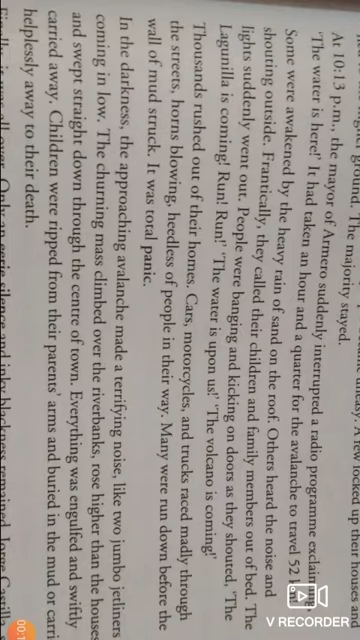 ground. The majority stayed.
At 10:13 p.m., the mayor of Armero suddenly interrupted a radio programme
'The water is here!' It had taken an hour and a quarter for the avalanche to travel 52
Some were awakened by the heavy rain of sand on the roof. Others heard the noise and
shouting outside. Frantically, they called their children and family members out of bed. The
lights suddenly went out. People were banging and kicking on doors as they shouted, 'The
Lagunilla is coming! Run! Run!' 'The water is upon us!' 'The volcano is coming!'
Thousands rushed out of their homes. Cars, motorcycles, and trucks raced madly through
the streets, horns blowing, heedless of people in their way. Many were run down before the
wall of mud struck. It was total panic.
In the darkness, the approaching avalanche made a terrifying noise, like two jumbo jetliners
coming in low. The churning mass climbed over the riverbanks, rose higher than the houses
and swept straight down through the centre of town. Everything was engulfed and swiftly
carried away. Children were ripped from their parents' arms and buried in the mud or carri
helplessly away to their death.
V RECORDER